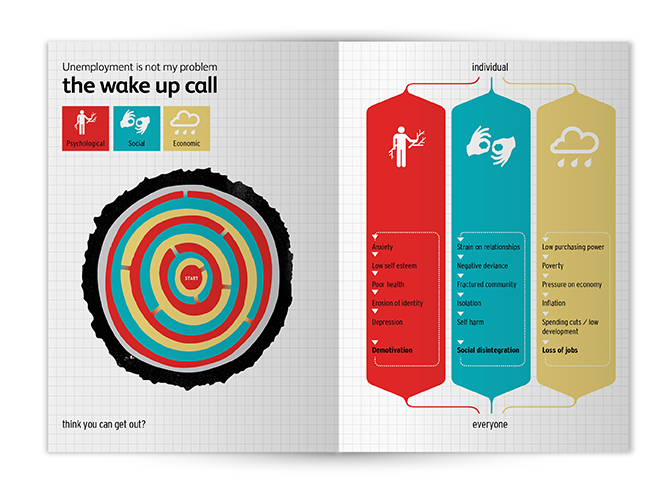 Unemployment is not my problem
the wake up call
Psychological
Social
Economic
START
think you can get out?
individual
Anxiety
Low self esteem
Poor health
Erosion of identity
Depression
Demotivation
Strain on relationships
Negative deviance
Fractured community
Isolation
Self harm
Social disintegration
Low purchasing power
Poverty
Pressure on economy
Inflation
Spending cuts / low
development
Loss of jobs
everyone